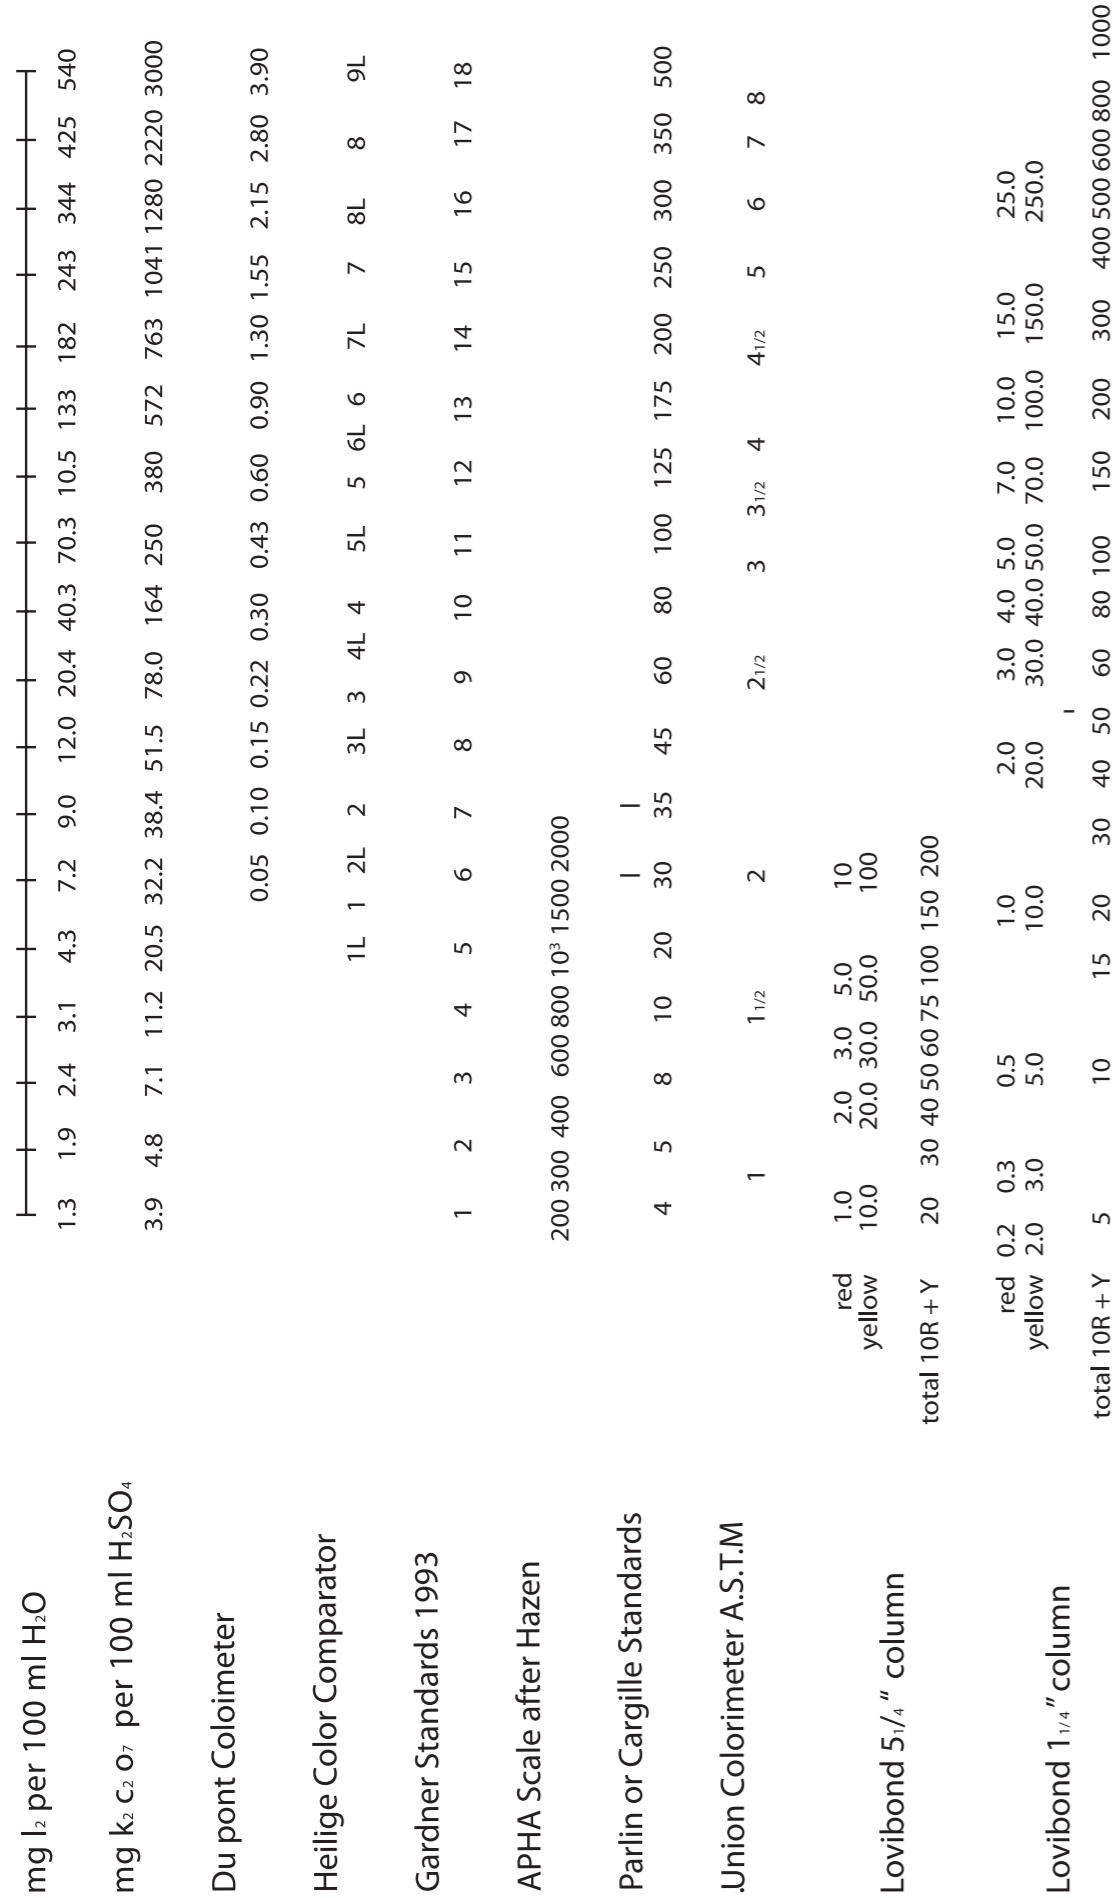 mg I₂ per 100 ml H₂O 1.3 1.9 2.4 3.1 4.3 7.2 9.0 12.0 20.4 40.3 70.3 10.5 133 182 243 344 425 540
mg k₂ c₂ o₇ per 100 ml H₂SO₄ 3.9 4.8 7.1 11.2 20.5 32.2 38.4 51.5 78.0 164 250 380 572 763 1041 1280 2220 3000
Du pont Coloimeter 0.05 0.10 0.15 0.22 0.30 0.43 0.60 0.90 1.30 1.55 2.15 2.80 3.90
Heilige Color Comparator 1L 1 2L 2 3L 3 4L 4 5L 5 6L 6 7L 7 8L 8 9L
Gardner Standards 1993 1 2 3 4 5 6 7 8 9 10 11 12 13 14 15 16 17 18
APHA Scale after Hazen 200 300 400 600 800 10³ 1500 2000
Parlin or Cargille Standards 4 5 8 10 20 30 35 45 60 80 100 125 175 200 250 300 350 500
.Union Colorimeter A.S.T.M 1 1 1/2 2 2 1/2 3 3 1/2 4 4 1/2 5 6 7 8
Lovibond 5 1/4 " column
red 1.0 2.0 3.0 5.0 10
yellow 10.0 20.0 30.0 50.0 100
total 10R + Y 20 30 40 50 60 75 100 150 200
Lovibond 1 1/4 " column
red 0.2 0.3 0.5 1.0 2.0 3.0 4.0 5.0 7.0 10.0 15.0 25.0
yellow 2.0 3.0 5.0 10.0 20.0 30.0 40.0 50.0 70.0 100.0 150.0 250.0
total 10R + Y 5 10 15 20 30 40 50 60 80 100 150 200 300 400 500 600 800 1000